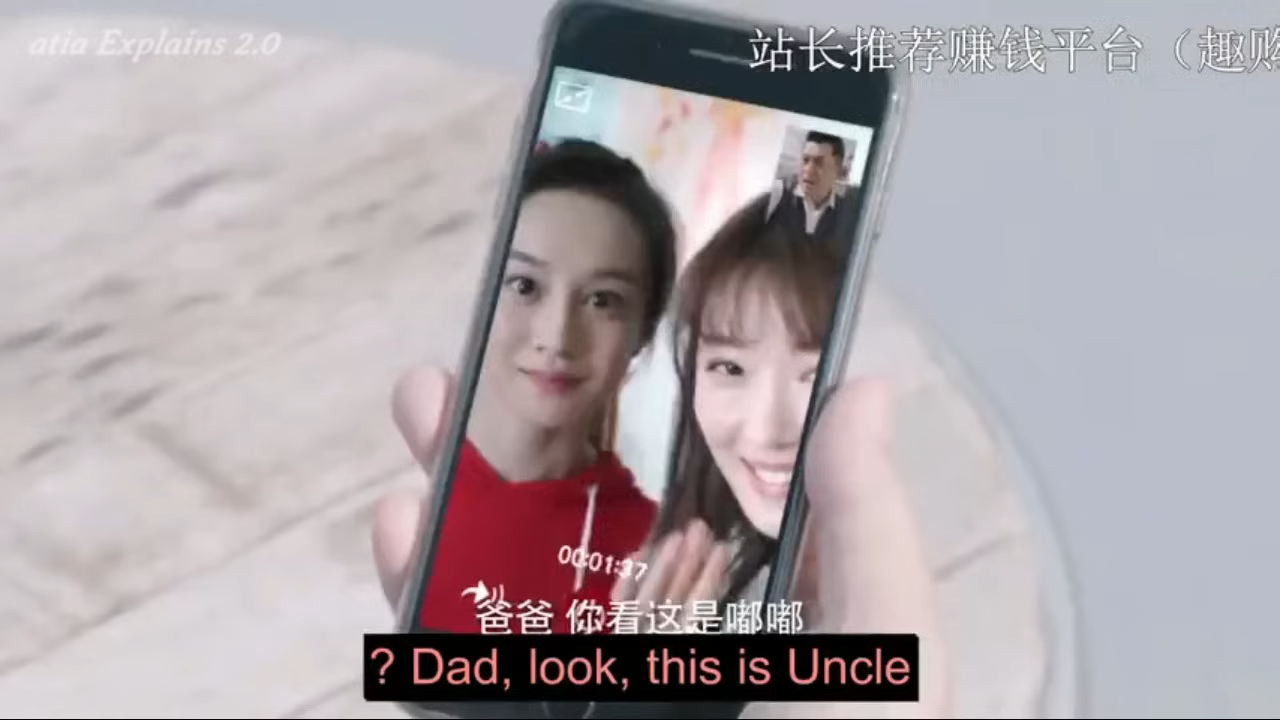 atia Explains 2.0
站长推荐赚钱平台（趣购
00:01:37
爸爸 你看这是嘟嘟
? Dad, look, this is Uncle